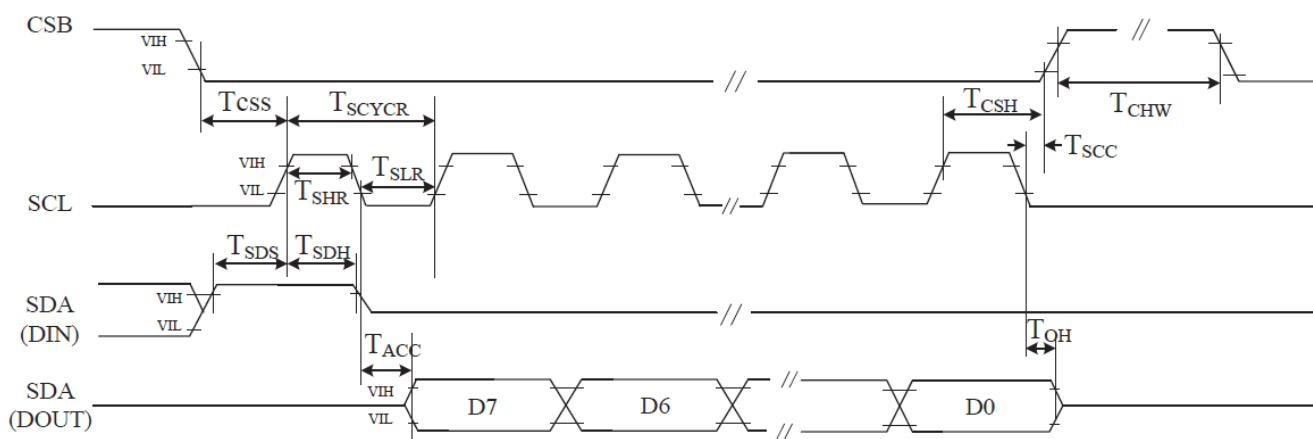 CSB
VIH
VIL
Tcss
TSCYCR
TCSH
TCHW
TSCC
VIH
VIL
TSHR
TSLR
SCL
TSDS
TSDH
VIH
VIL
SDA
(DIN)
TACC
TOH
VIH
VIL
SDA
(DOUT)
D7
D6
D0